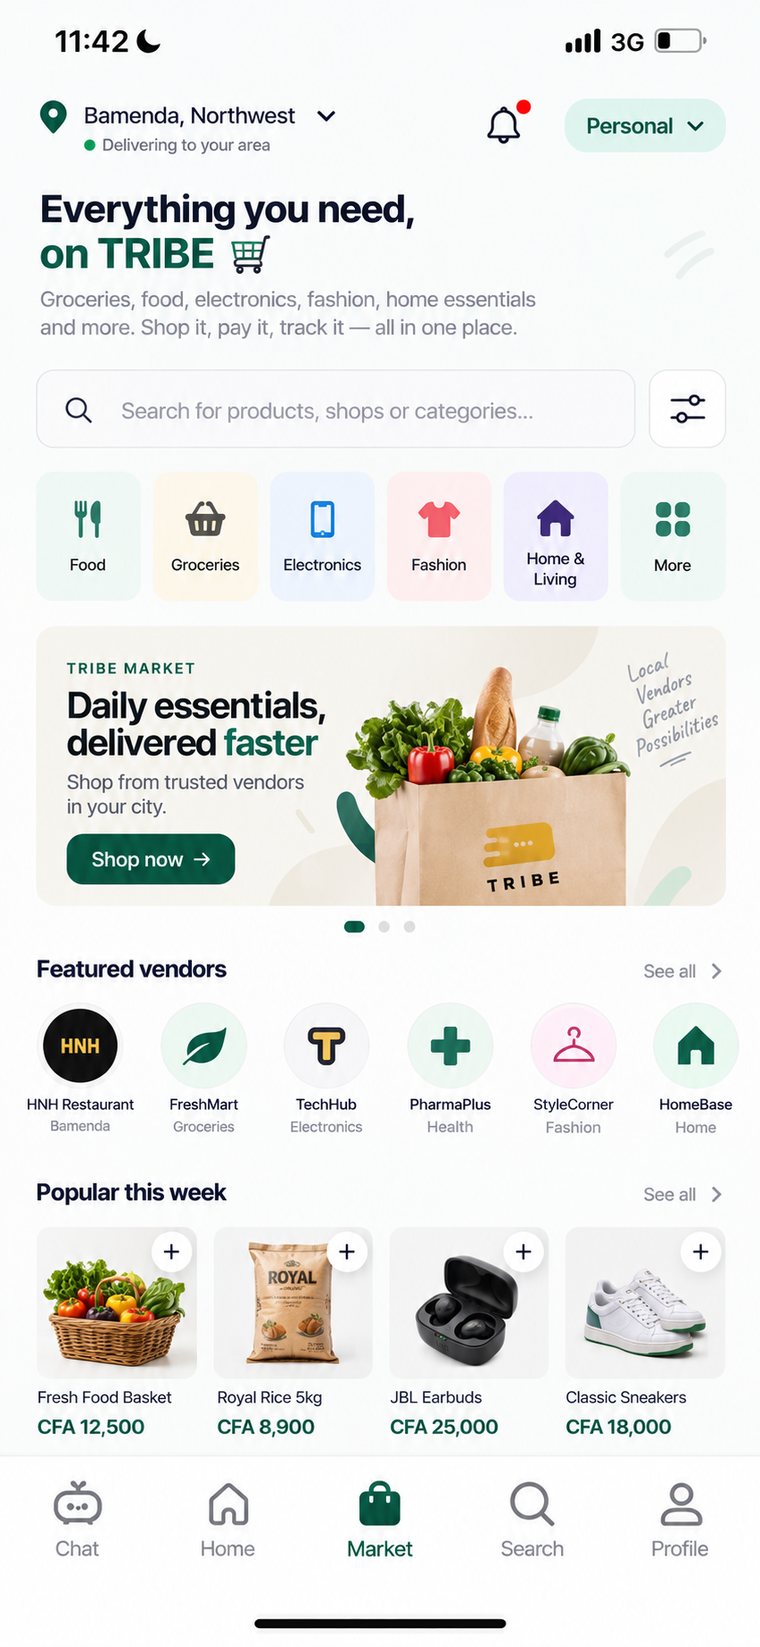 11:42
3G
Bamenda, Northwest
Delivering to your area
Personal
Everything you need,
on TRIBE
Groceries, food, electronics, fashion, home essentials
and more. Shop it, pay it, track it — all in one place.
Search for products, shops or categories...
Food
Groceries
Electronics
Fashion
Home &
Living
More
TRIBE MARKET
Daily essentials,
delivered faster
Shop from trusted vendors
in your city.
Shop now →
Local
Vendors
Greater
Possibilities
TRIBE
Featured vendors
See all
HNH
T
HNH Restaurant
Bamenda
FreshMart
Groceries
TechHub
Electronics
PharmaPlus
Health
StyleCorner
Fashion
HomeBase
Home
Popular this week
See all
ROYAL
Fresh Food Basket
CFA 12,500
Royal Rice 5kg
CFA 8,900
JBL Earbuds
CFA 25,000
Classic Sneakers
CFA 18,000
Chat
Home
Market
Search
Profile